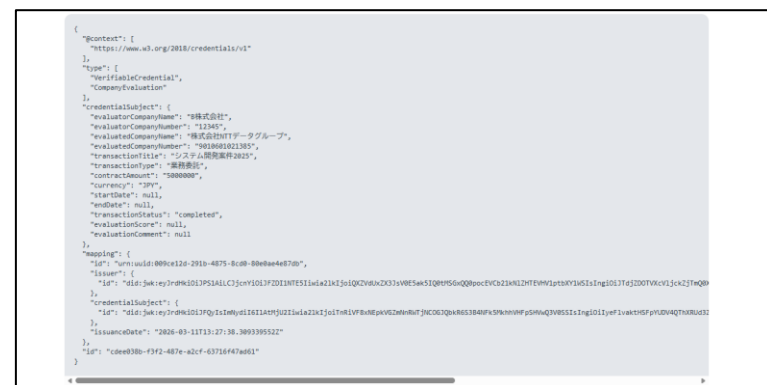 {
"@context": [
"https://www.w3.org/2018/credentials/v1"
],
"type": [
"VerifiableCredential",
"CompanyEvaluation"
],
"credentialSubject": {
"evaluatorCompanyName": "B株式会社",
"evaluatorCompanyNumber": "12345",
"evaluatedCompanyName": "株式会社NTTデータグループ",
"evaluatedCompanyNumber": "9010601021385",
"transactionTitle": "システム開発案件2025",
"transactionType": "業務委託",
"contractAmount": "5000000",
"currency": "JPY",
"startDate": null,
"endDate": null,
"transactionStatus": "completed",
"evaluationScore": null,
"evaluationComment": null
},
"mapping": {
"id": "urn:uuid:009ce12d-291b-4875-8cd0-80e0ae4e87db",
"issuer": {
"id":
},
"credentialSubject": {
"id":
},
"issuanceDate": "2026-03-11T13:27:38.309339552Z"
},
"id": "cdee038b-f3f2-487e-a2cf-63716f47ad61"
}